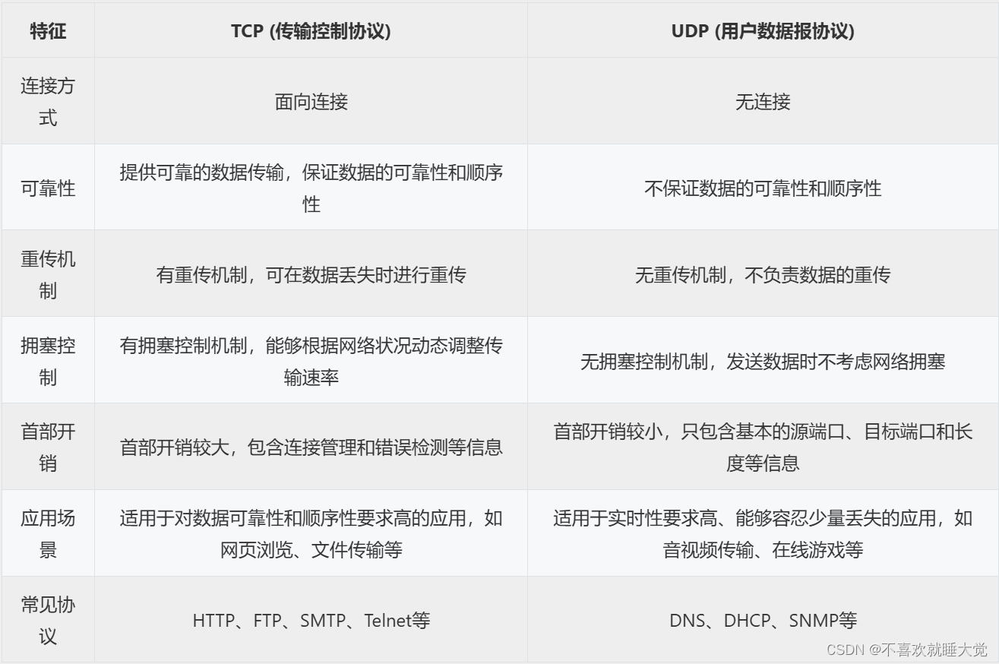 特征
TCP (传输控制协议)
UDP (用户数据报协议)
连接方
式
面向连接
无连接
可靠性
提供可靠的数据传输，保证数据的可靠性和顺序
性
不保证数据的可靠性和顺序性
重传机
制
有重传机制，可在数据丢失时进行重传
无重传机制，不负责数据的重传
拥塞控
制
有拥塞控制机制，能够根据网络状况动态调整传
输速率
无拥塞控制机制，发送数据时不考虑网络拥塞
首部开
销
首部开销较大，包含连接管理和错误检测等信息
首部开销较小，只包含基本的源端口、目标端口和长
度等信息
应用场
景
适用于对数据可靠性和顺序性要求高的应用，如
网页浏览、文件传输等
适用于实时性要求高、能够容忍少量丢失的应用，如
音视频传输、在线游戏等
常见协
议
HTTP、FTP、SMTP、Telnet等
DNS、DHCP、SNMP等
CSDN @不喜欢就睡大觉